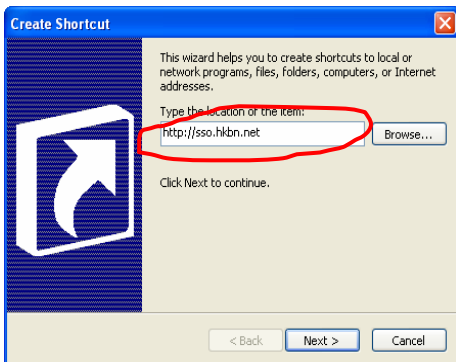 Create Shortcut
This wizard helps you to create shortcuts to local or
network programs, files, folders, computers, or Internet
addresses.
Type the location of the item:
http://sso.hkbn.net
Browse...
Click Next to continue.
< Back
Next >
Cancel